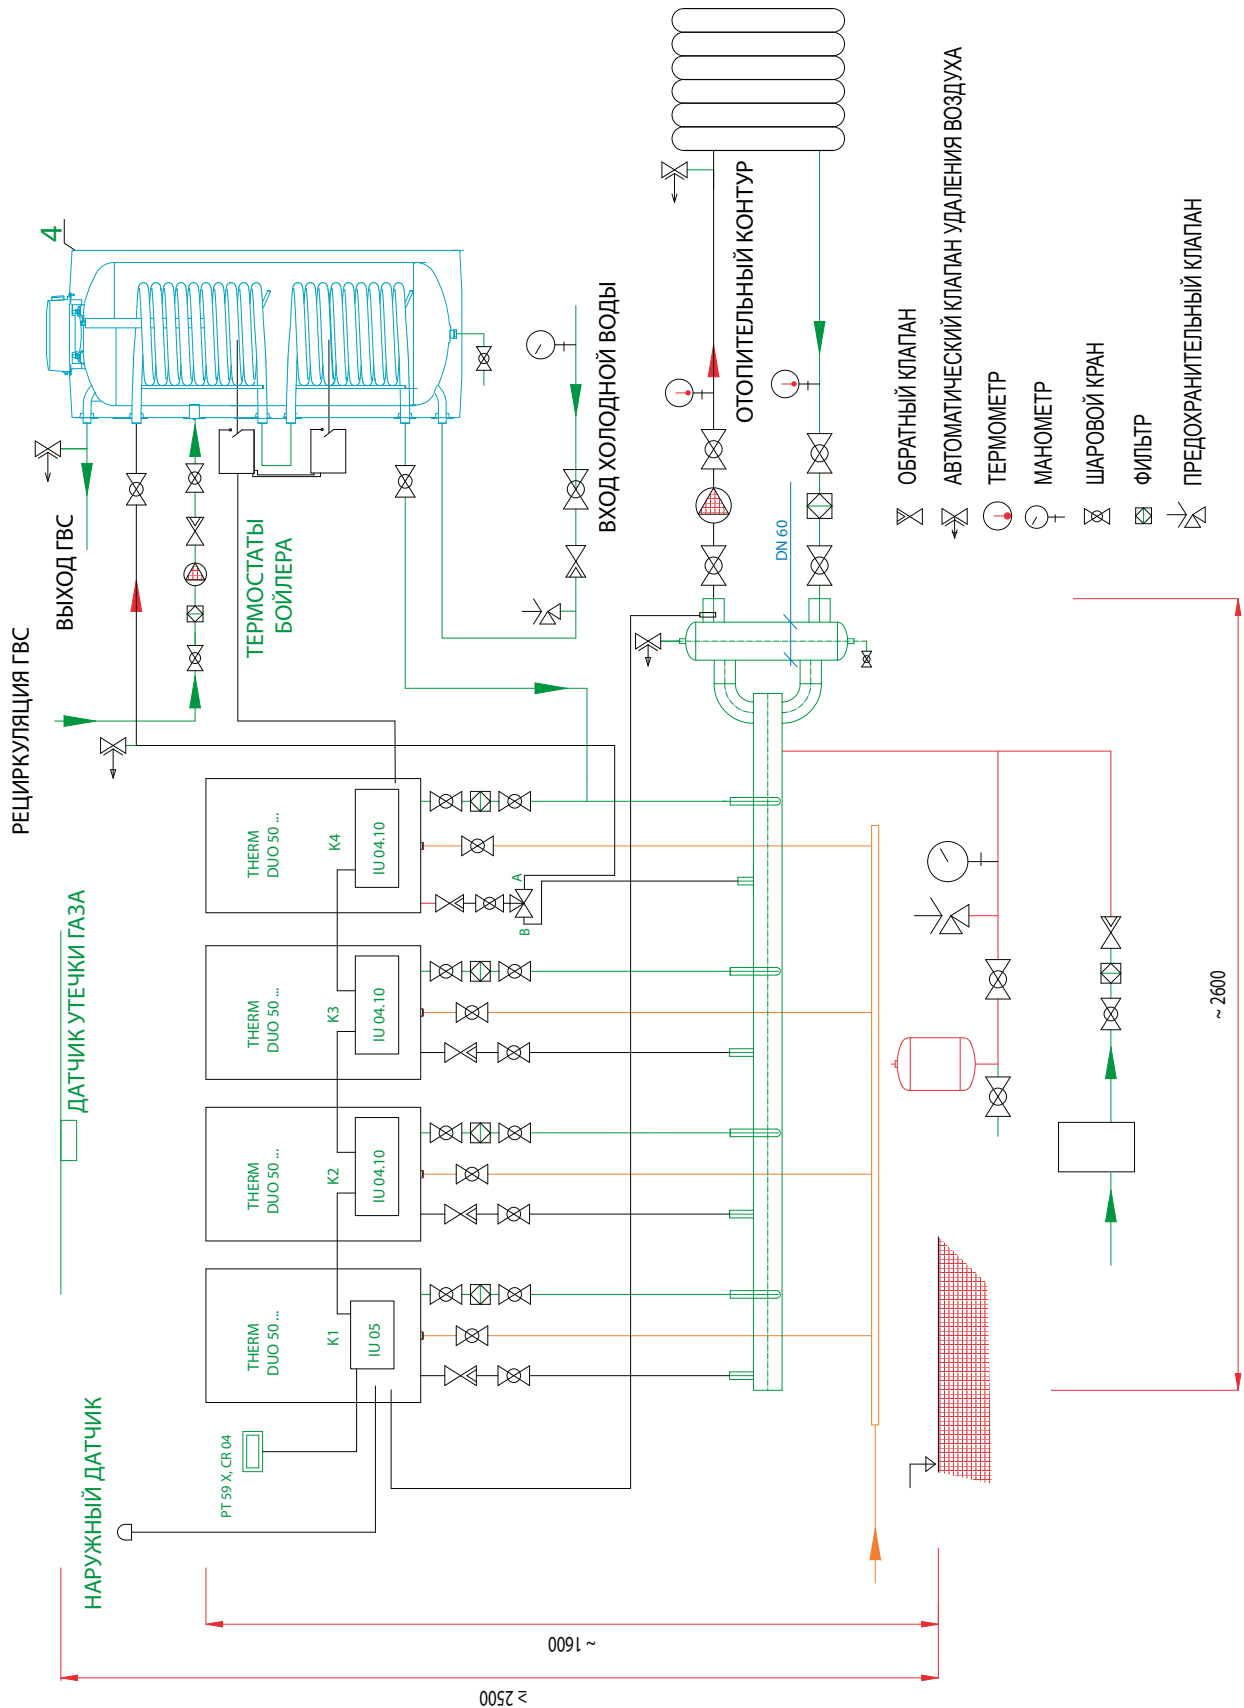 НАРУЖНЫЙ ДАТЧИК
ДАТЧИК УТЕЧКИ ГАЗА
РЕЦИРКУЛЯЦИЯ ГВС
ВЫХОД ГВС
4
PT 59 X, CR 04
THERM
DUO 50 ...
K1
IU 05
THERM
DUO 50 ...
K2
IU 04.10
THERM
DUO 50 ...
K3
IU 04.10
THERM
DUO 50 ...
K4
IU 04.10
A
B
ТЕРМОСТАТЫ
БОЙЛЕРА
ВХОД ХОЛОДНОЙ ВОДЫ
ОТОПИТЕЛЬНЫЙ КОНТУР
DN 60
ОБРАТНЫЙ КЛАПАН
АВТОМАТИЧЕСКИЙ КЛАПАН УДАЛЕНИЯ ВОЗДУХА
ТЕРМОМЕТР
МАНОМЕТР
ШАРОВОЙ КРАН
ФИЛЬТР
ПРЕДОХРАНИТЕЛЬНЫЙ КЛАПАН
~ 2600
~ 1600
≥ 2500